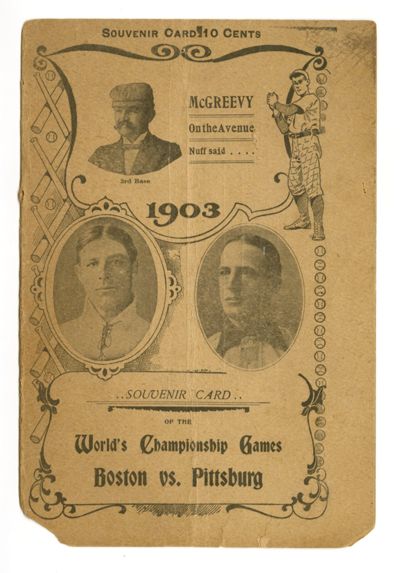 SOUVENIR CARD 10 CENTS
1903
McGREEVY
On the Avenue
Nuff said ....
3rd Base
1903
..SOUVENIR CARD..
OF THE
World's Championship Games
Boston vs. Pittsburg